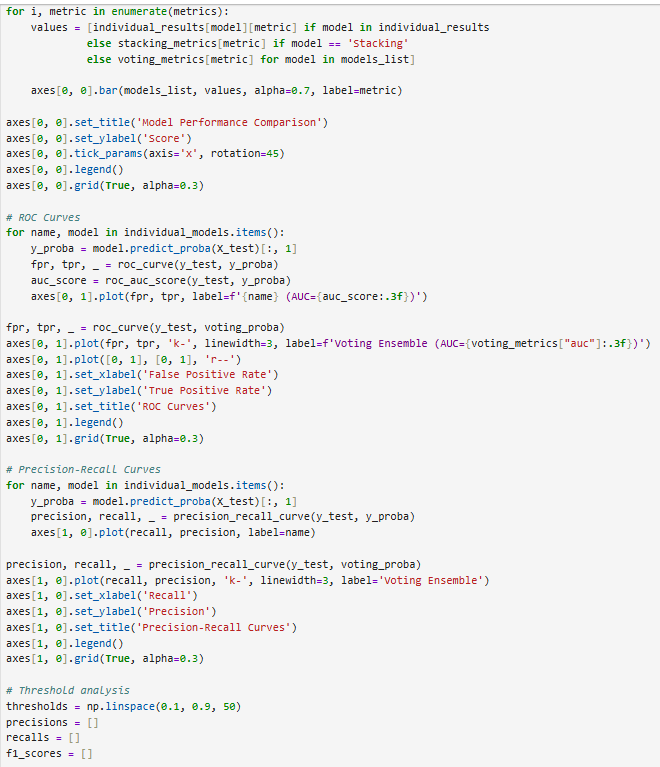 for i, metric in enumerate(metrics):
    values = [individual_results[model][metric] if model in individual_results
            else stacking_metrics[metric] if model == 'Stacking'
            else voting_metrics[metric] for model in models_list]

    axes[0, 0].bar(models_list, values, alpha=0.7, label=metric)

axes[0, 0].set_title('Model Performance Comparison')
axes[0, 0].set_ylabel('Score')
axes[0, 0].tick_params(axis='x', rotation=45)
axes[0, 0].legend()
axes[0, 0].grid(True, alpha=0.3)

# ROC Curves
for name, model in individual_models.items():
    y_proba = model.predict_proba(X_test)[:, 1]
    fpr, tpr, _ = roc_curve(y_test, y_proba)
    auc_score = roc_auc_score(y_test, y_proba)
    axes[0, 1].plot(fpr, tpr, label=f'{name} (AUC={auc_score:.3f})')

fpr, tpr, _ = roc_curve(y_test, voting_proba)
axes[0, 1].plot(fpr, tpr, 'k-', linewidth=3, label=f'Voting Ensemble (AUC={voting_metrics["auc"]:.3f})')
axes[0, 1].plot([0, 1], [0, 1], 'r--')
axes[0, 1].set_xlabel('False Positive Rate')
axes[0, 1].set_ylabel('True Positive Rate')
axes[0, 1].set_title('ROC Curves')
axes[0, 1].legend()
axes[0, 1].grid(True, alpha=0.3)

# Precision-Recall Curves
for name, model in individual_models.items():
    y_proba = model.predict_proba(X_test)[:, 1]
    precision, recall, _ = precision_recall_curve(y_test, y_proba)
    axes[1, 0].plot(recall, precision, label=name)

precision, recall, _ = precision_recall_curve(y_test, voting_proba)
axes[1, 0].plot(recall, precision, 'k-', linewidth=3, label='Voting Ensemble')
axes[1, 0].set_xlabel('Recall')
axes[1, 0].set_ylabel('Precision')
axes[1, 0].set_title('Precision-Recall Curves')
axes[1, 0].legend()
axes[1, 0].grid(True, alpha=0.3)

# Threshold analysis
thresholds = np.linspace(0.1, 0.9, 50)
precisions = []
recalls = []
f1_scores = []